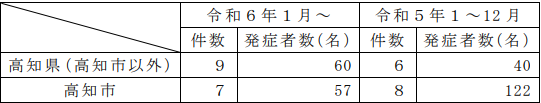 令和６年１月～ 令和５年１～12月
件数 発症者数(名) 件数 発症者数(名)
高知県(高知市以外) 9 60 6 40
高知市 7 57 8 122